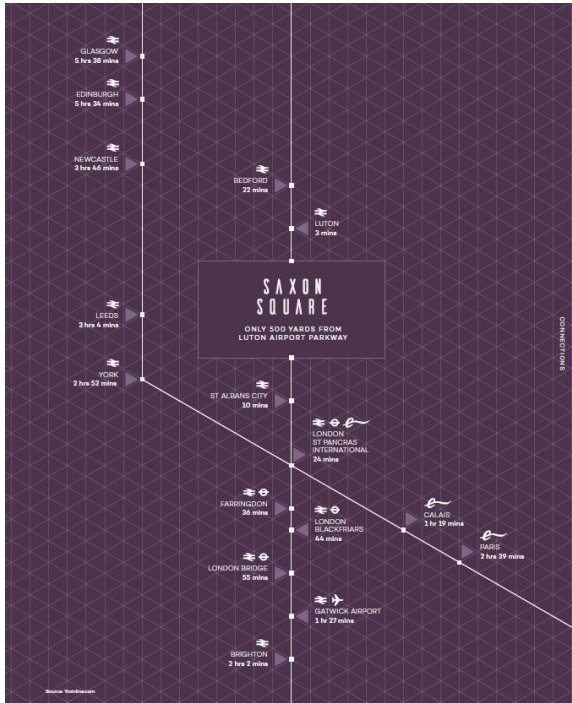 GLASGOW
5 hrs 38 mins
EDINBURGH
5 hrs 34 mins
NEWCASTLE
3 hrs 46 mins
BEDFORD
22 mins
LUTON
3 mins
SAXON
SQUARE
ONLY 500 YARDS FROM
LUTON AIRPORT PARKWAY
CONNECTIONS
LEEDS
3 hrs 4 mins
YORK
2 hrs 52 mins
ST ALBANS CITY
10 mins
LONDON
ST PANCRAS
INTERNATIONAL
24 mins
FARRINGDON
36 mins
LONDON
BLACKFRIARS
44 mins
CALAIS
1 hr 19 mins
PARIS
2 hrs 39 mins
LONDON BRIDGE
55 mins
GATWICK AIRPORT
1 hr 27 mins
BRIGHTON
2 hrs 2 mins
Source: Trainline.com